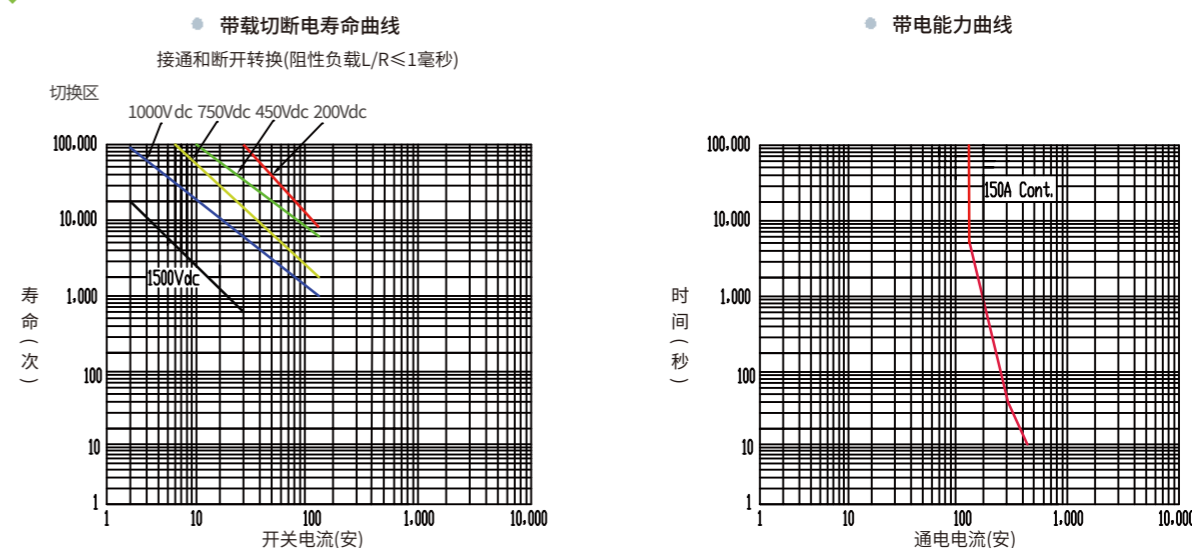 带载切断电寿命曲线
接通和断开转换(阻性负载L/R≤1毫秒)
切换区
1000Vdc 750Vdc 450Vdc 200Vdc
100.000
10.000
1500Vdc
1.000
100
10
1
1 10 100 1.000 10.000
寿命(次)
开关电流(安)
带电能力曲线
100.000
150A Cont.
10.000
1.000
100
10
1
1 10 100 1.000 10.000
时间(秒)
通电电流(安)